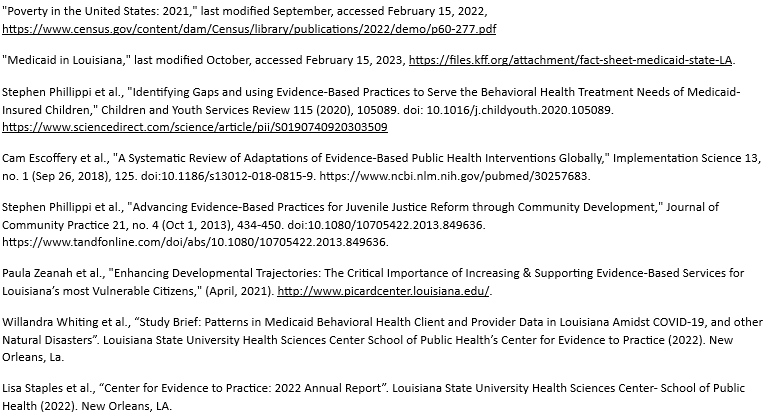 "Poverty in the United States: 2021," last modified September, accessed February 15, 2022,
https://www.census.gov/content/dam/Census/library/publications/2022/demo/p60-277.pdf
"Medicaid in Louisiana," last modified October, accessed February 15, 2023, https://files.kff.org/attachment/fact-sheet-medicaid-state-LA.
Stephen Phillippi et al., "Identifying Gaps and using Evidence-Based Practices to Serve the Behavioral Health Treatment Needs of Medicaid-
Insured Children," Children and Youth Services Review 115 (2020), 105089. doi: 10.1016/j.childyouth.2020.105089.
https://www.sciencedirect.com/science/article/pii/S0190740920303509
Cam Escoffery et al., "A Systematic Review of Adaptations of Evidence-Based Public Health Interventions Globally," Implementation Science 13,
no. 1 (Sep 26, 2018), 125. doi:10.1186/s13012-018-0815-9. https://www.ncbi.nlm.nih.gov/pubmed/30257683.
Stephen Phillippi et al., "Advancing Evidence-Based Practices for Juvenile Justice Reform through Community Development," Journal of
Community Practice 21, no. 4 (Oct 1, 2013), 434-450. doi:10.1080/10705422.2013.849636.
https://www.tandfonline.com/doi/abs/10.1080/10705422.2013.849636.
Paula Zeanah et al., "Enhancing Developmental Trajectories: The Critical Importance of Increasing & Supporting Evidence-Based Services for
Louisiana's most Vulnerable Citizens," (April, 2021). http://www.picardcenter.louisiana.edu/.
Willandra Whiting et al., “Study Brief: Patterns in Medicaid Behavioral Health Client and Provider Data in Louisiana Amidst COVID-19, and other
Natural Disasters”. Louisiana State University Health Sciences Center School of Public Health’s Center for Evidence to Practice (2022). New
Orleans, La.
Lisa Staples et al., “Center for Evidence to Practice: 2022 Annual Report”. Louisiana State University Health Sciences Center- School of Public
Health (2022). New Orleans, LA.